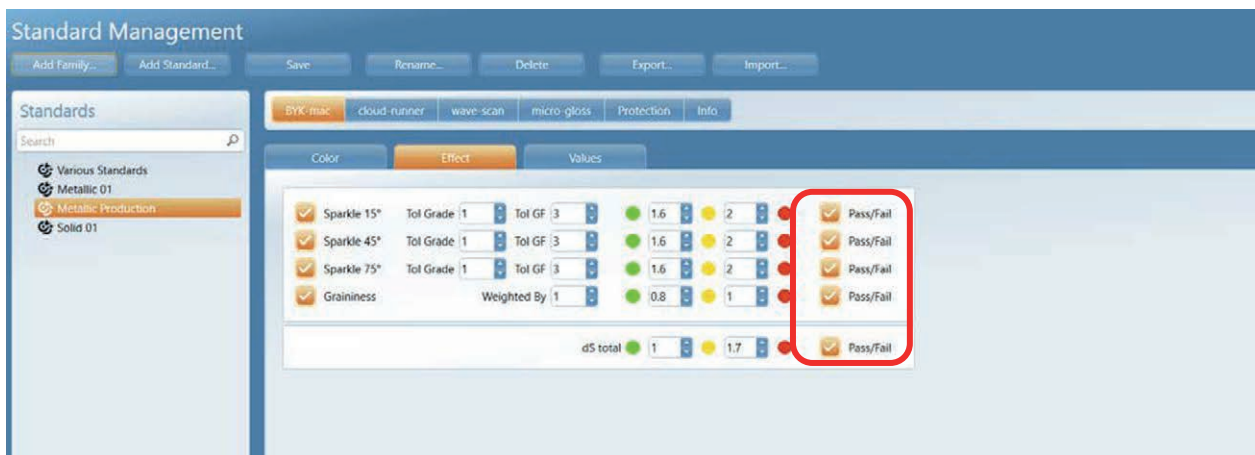 Standard Management
Add Family... Add Standard... Save Rename... Delete Export... Import...
Standards
BYK-mac cloud-runner wave-scan micro-gloss Protection Info
Search
Color Effect Values
Various Standards
Metallic 01
Metallic Production
Solid 01
Sparkle 15° Tol Grade 1 Tol GF 3 1.6 2 Pass/Fail
Sparkle 45° Tol Grade 1 Tol GF 3 1.6 2 Pass/Fail
Sparkle 75° Tol Grade 1 Tol GF 3 1.6 2 Pass/Fail
Graininess Weighted By 1 0.8 1 Pass/Fail
dS total 1 1.7 Pass/Fail